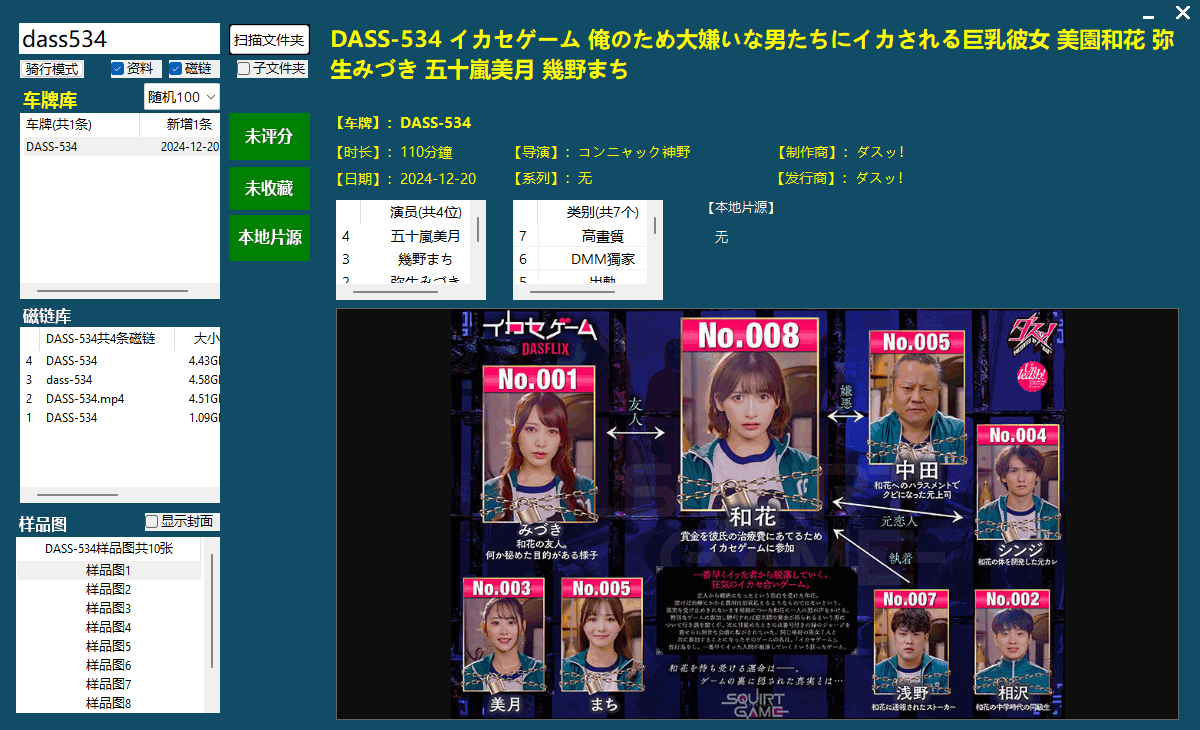 dass534
扫描文件夹
骑行模式
资料
磁链
子文件夹
车牌库
随机100
车牌(共1条)
新增1条
DASS-534
2024-12-20
未评分
未收藏
本地片源
磁链库
DASS-534共4条磁链
大小
4 DASS-534 4.43G
3 dass-534 4.58G
2 DASS-534.mp4 4.51G
1 DASS-534 1.09G
样品图
显示封面
DASS-534样品图共10张
样品图1
样品图2
样品图3
样品图4
样品图5
样品图6
样品图7
样品图8
DASS-534 イカセゲーム 俺のため大嫌いな男たちにイカされる巨乳彼女 美園和花 弥
生みづき 五十嵐美月 幾野まち
【车牌】: DASS-534
【时长】: 110分鐘
【导演】: コンニャック神野
【制作商】: ダスッ!
【日期】: 2024-12-20
【系列】: 无
【发行商】: ダスッ!
演员(共4位)
4 五十嵐美月
3 幾野まち
2 弥生みづき
类别(共7个)
7 高畫質
6 DMM獨家
5
【本地片源】
无
イカセゲーム
DASFLIX
No.001
みづき
和花の友人。
何か秘めた目的がある様子
友人
No.008
和花
賞金を彼氏の治療費にあてるため
イカセゲームに参加
嫌悪
No.005
中田
和花へのハラスメントで
クビになった元上司
ダスッ!
No.004
シンジ
和花の体を開発した元カレ
元恋人
執着
No.003
美月
No.005
まち
一番早くイッた者から脱落していく、
狂気のイカセ合いゲーム。
和花を待ち受ける運命は――。
ゲームの裏に隠された真実とは…
SQUIRT
GAME
No.007
浅野
和花に通報されたストーカー
No.002
相沢
和花の中学時代の同級生